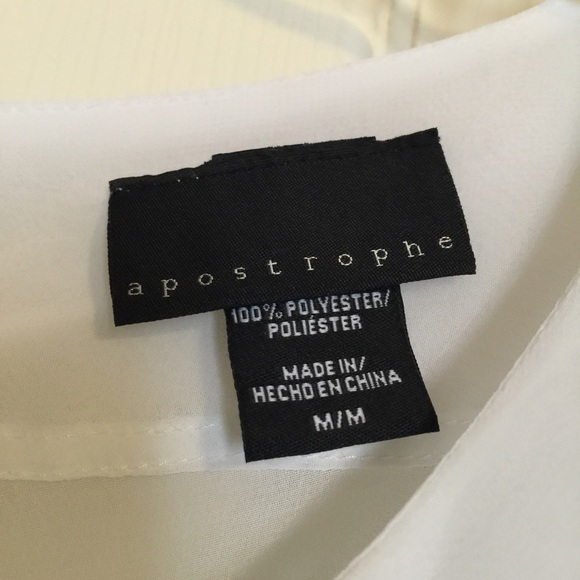 apostrophe
100% POLYESTER/
POLIÉSTER
MADE IN/
HECHO EN CHINA
M/M